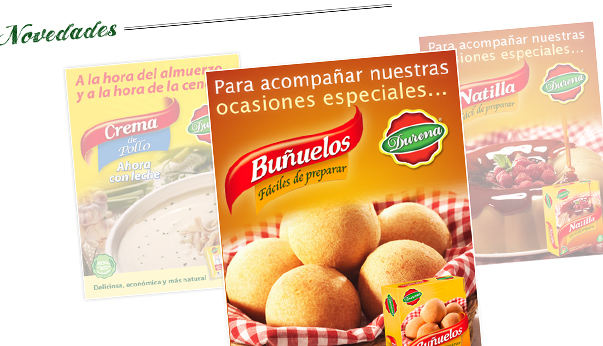 Novedades
A la hora del almuerzo
y a la hora de la cena
Crema
de
Pollo
Ahora
con leche
Deliciosa, económica y más natural
Para acompañar nuestras
ocasiones especiales...
Buñuelos
Fáciles de preparar
Durena
Durena
Buñuelos
Para acompañar nuestras
ocasiones especiales...
Natilla
Fácil de preparar
Durena
Natilla